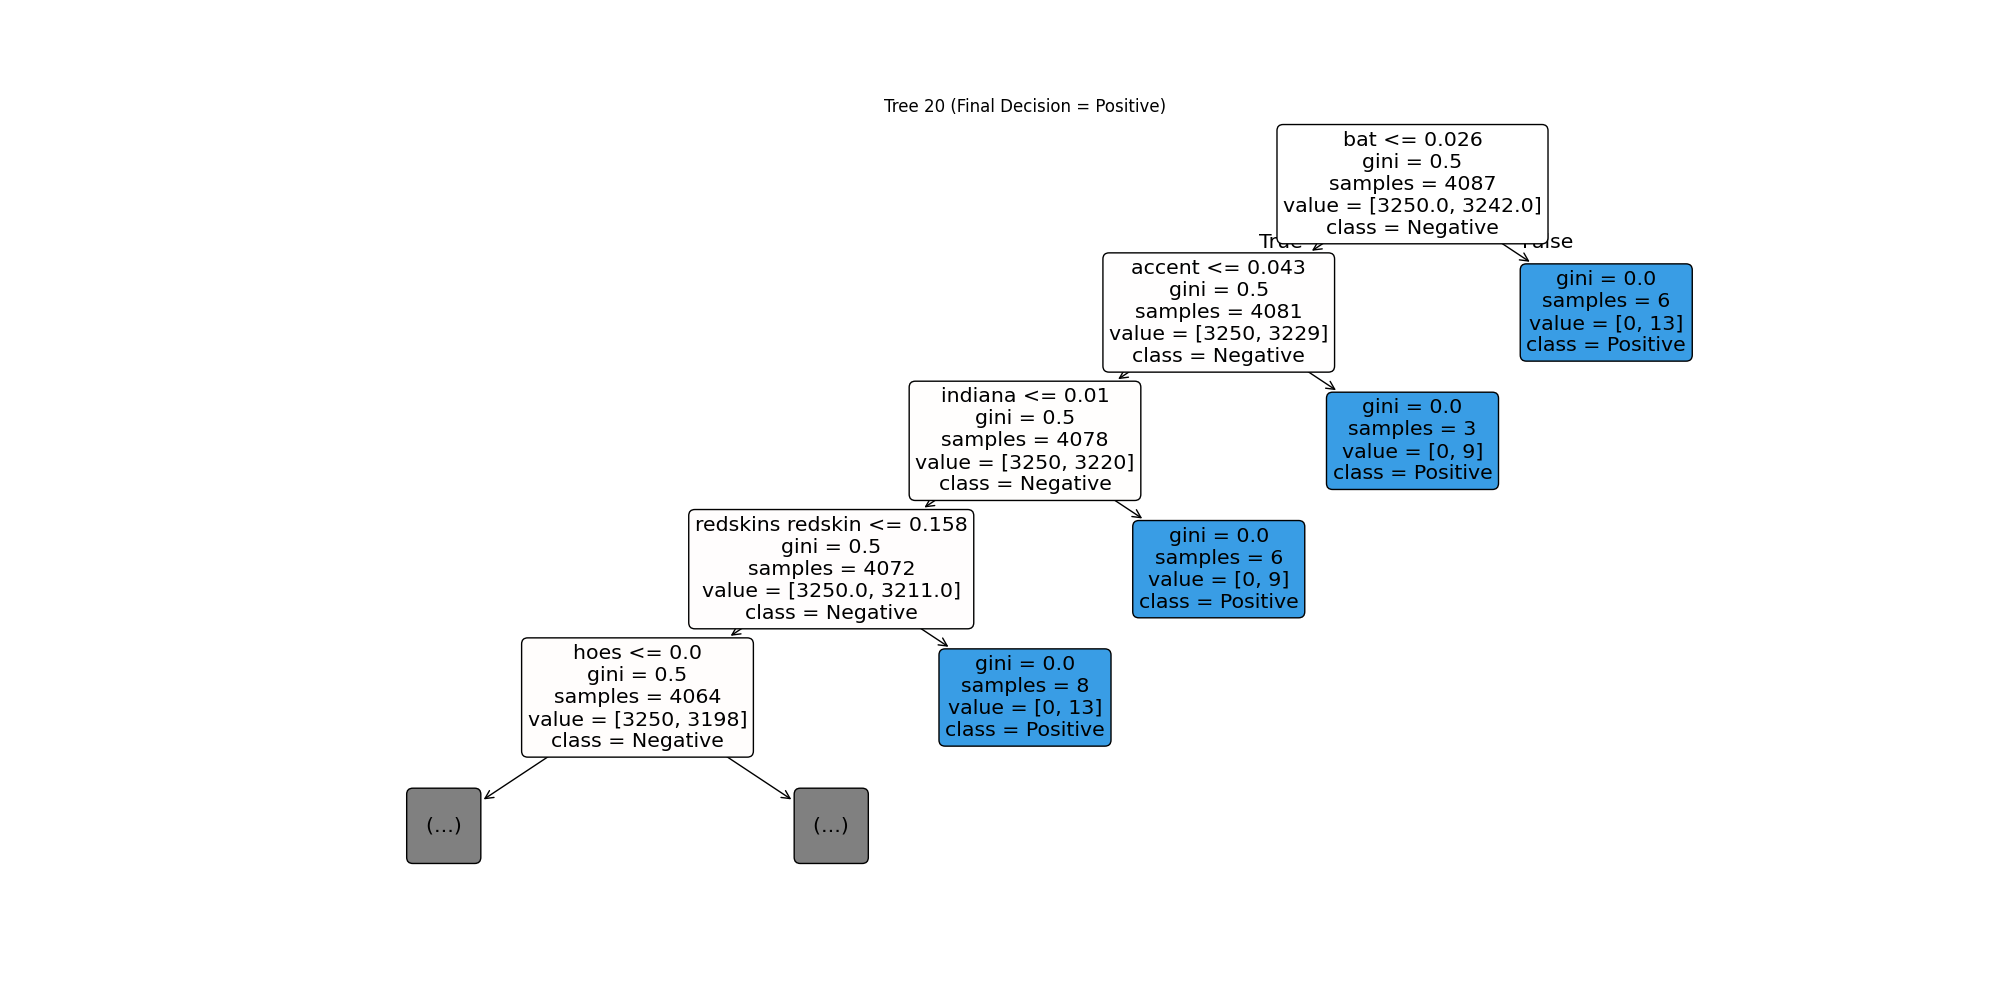 Tree 20 (Final Decision = Positive)
bat <= 0.026
gini = 0.5
samples = 4087
value = [3250.0, 3242.0]
class = Negative
True
False
accent <= 0.043
gini = 0.5
samples = 4081
value = [3250, 3229]
class = Negative
gini = 0.0
samples = 6
value = [0, 13]
class = Positive
indiana <= 0.01
gini = 0.5
samples = 4078
value = [3250, 3220]
class = Negative
gini = 0.0
samples = 3
value = [0, 9]
class = Positive
redskins redskin <= 0.158
gini = 0.5
samples = 4072
value = [3250.0, 3211.0]
class = Negative
gini = 0.0
samples = 6
value = [0, 9]
class = Positive
hoes <= 0.0
gini = 0.5
samples = 4064
value = [3250, 3198]
class = Negative
gini = 0.0
samples = 8
value = [0, 13]
class = Positive
(...)
(...)